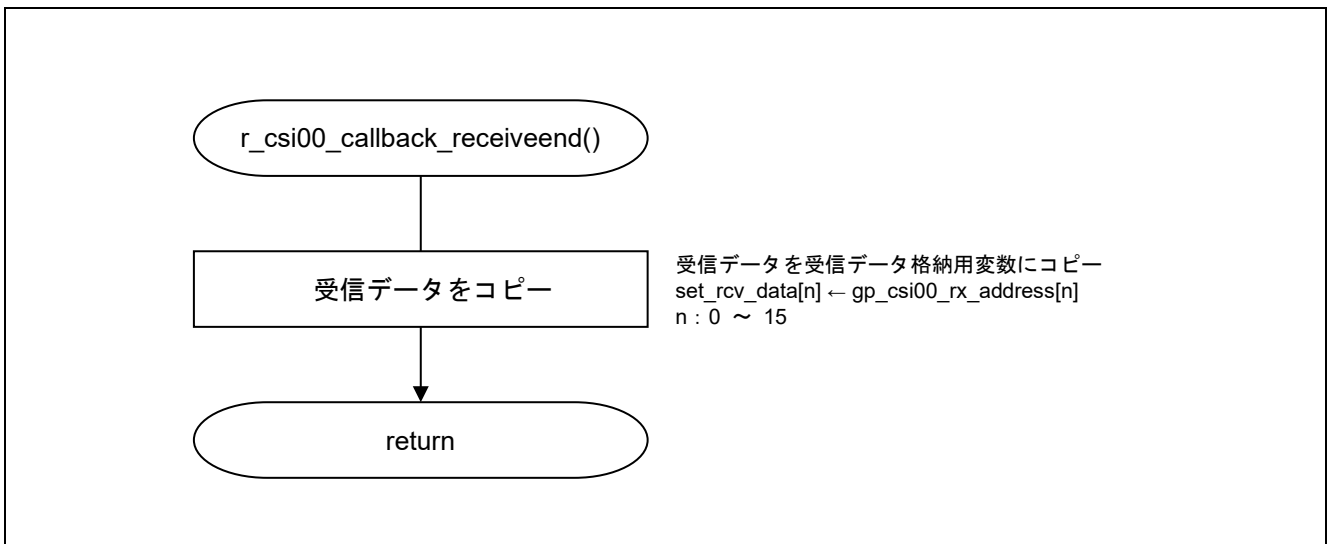 r_csi00_callback_receiveend()
受信データをコピー
受信データを受信データ格納用変数にコピー
set_rcv_data[n] ← gp_csi00_rx_address[n]
n：0 ～ 15
return